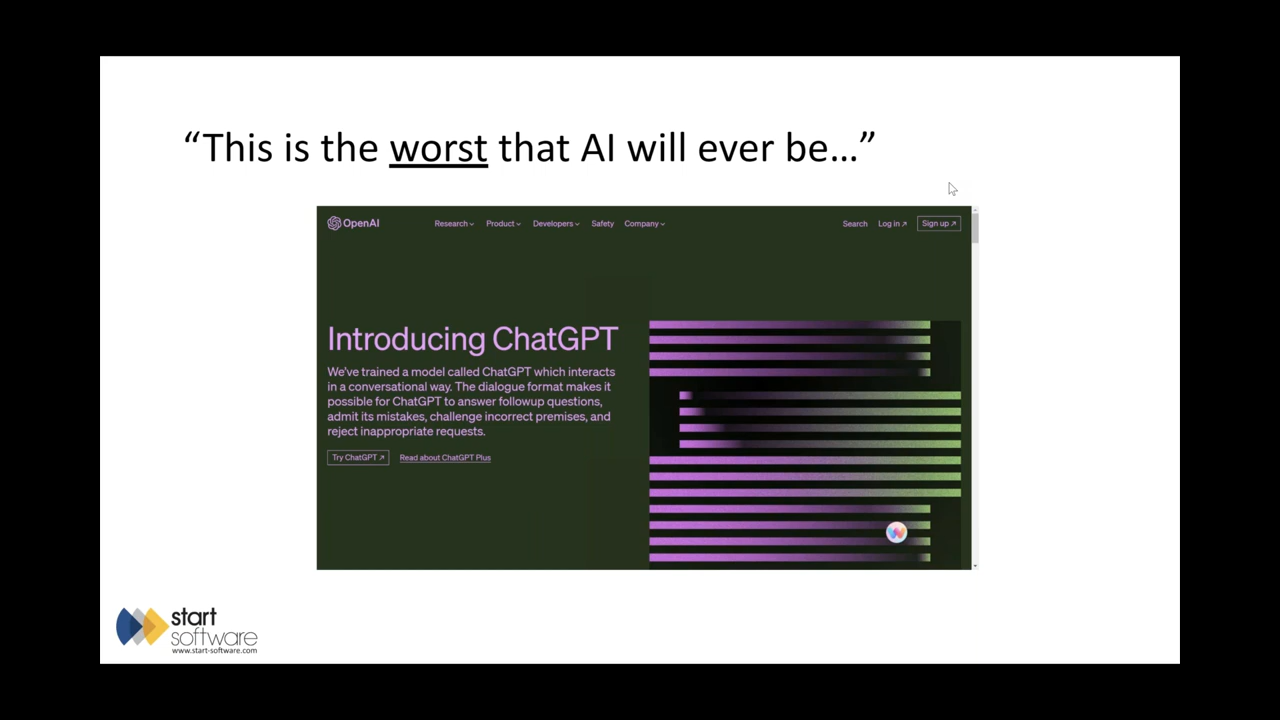 “This is the worst that AI will ever be...”
OpenAI Research Product Developers Safety Company Search Log in ↗ Sign up ↗
Introducing ChatGPT
We've trained a model called ChatGPT which interacts
in a conversational way. The dialogue format makes it
possible for ChatGPT to answer followup questions,
admit its mistakes, challenge incorrect premises, and
reject inappropriate requests.
Try ChatGPT ↗ Read about ChatGPT Plus
start
software
www.start-software.com